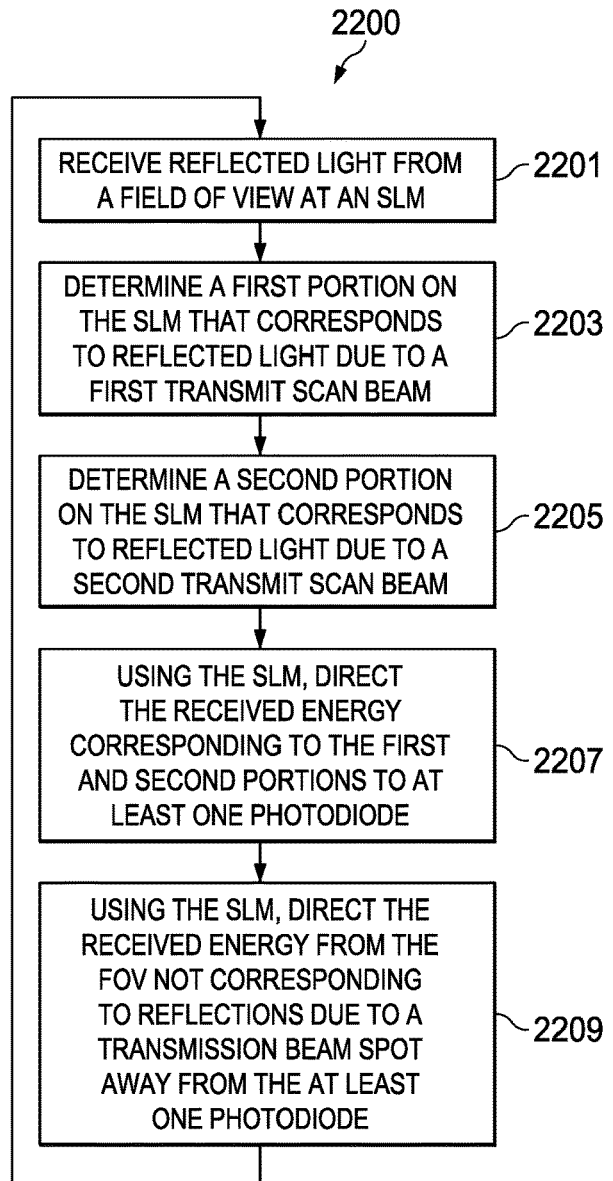 2200
RECEIVE REFLECTED LIGHT FROM
A FIELD OF VIEW AT AN SLM
2201
DETERMINE A FIRST PORTION ON
THE SLM THAT CORRESPONDS
TO REFLECTED LIGHT DUE TO A
FIRST TRANSMIT SCAN BEAM
2203
DETERMINE A SECOND PORTION
ON THE SLM THAT CORRESPONDS
TO REFLECTED LIGHT DUE TO A
SECOND TRANSMIT SCAN BEAM
2205
USING THE SLM, DIRECT
THE RECEIVED ENERGY
CORRESPONDING TO THE FIRST
AND SECOND PORTIONS TO AT
LEAST ONE PHOTODIODE
2207
USING THE SLM, DIRECT THE
RECEIVED ENERGY FROM THE
FOV NOT CORRESPONDING
TO REFLECTIONS DUE TO A
TRANSMISSION BEAM SPOT
AWAY FROM THE AT LEAST
ONE PHOTODIODE
2209